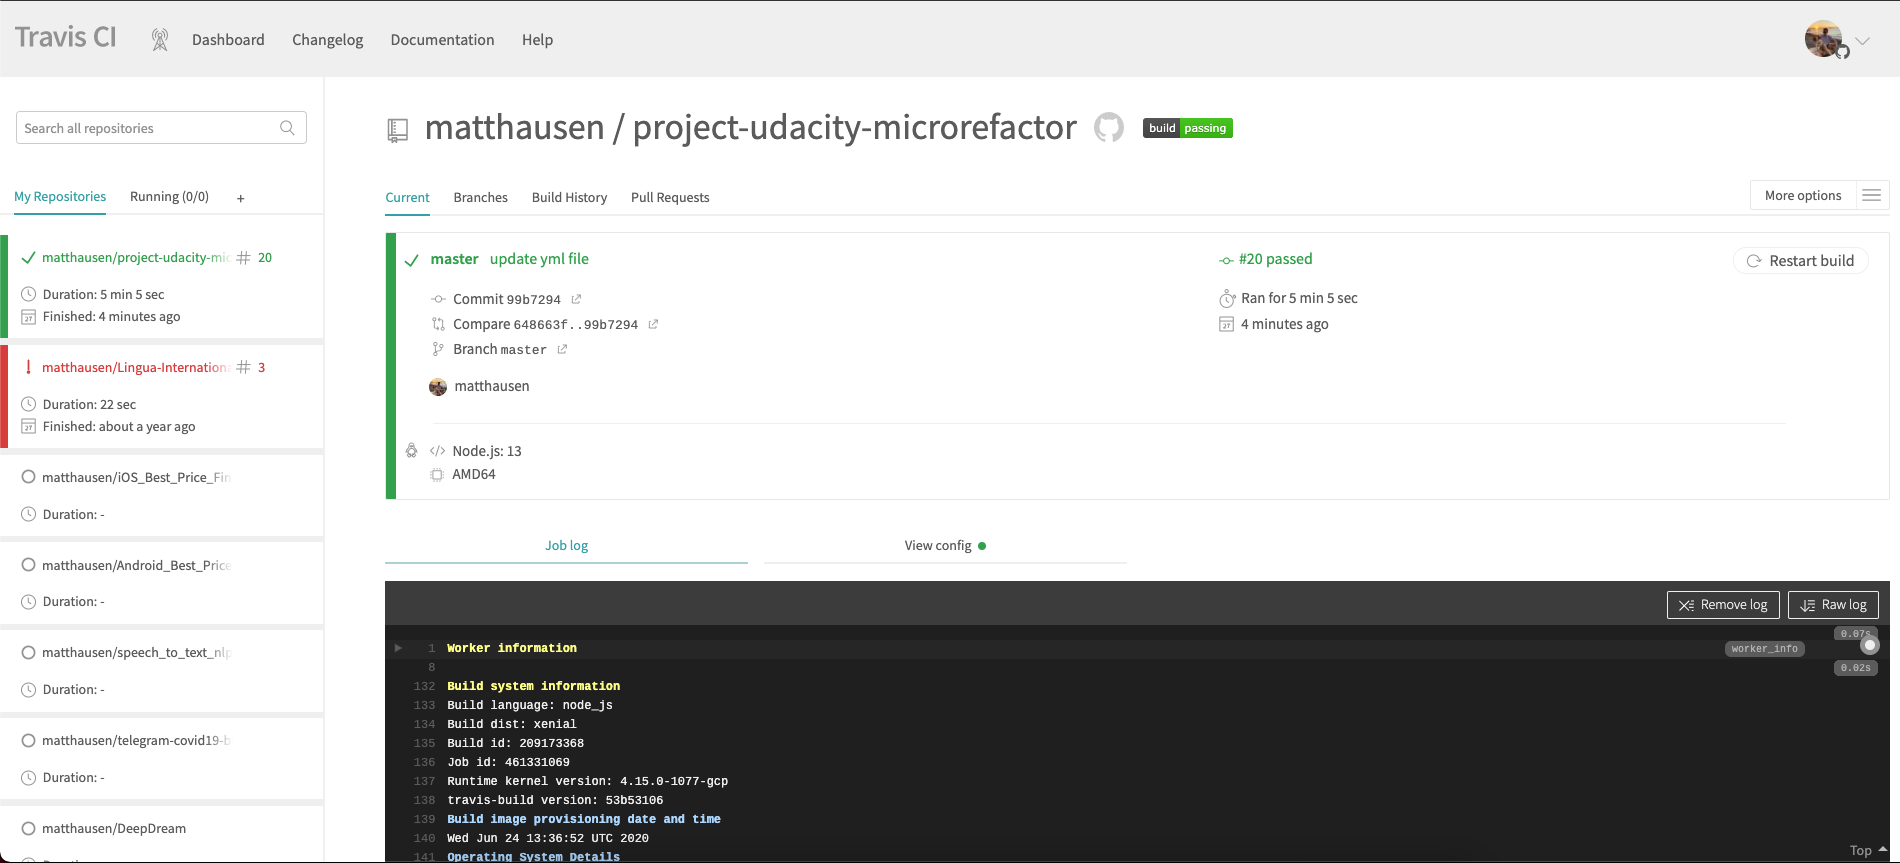 Travis CI
Dashboard
Changelog
Documentation
Help
Search all repositories
My Repositories
Running (0/0)
+
matthausen/project-udacity-mic
# 20
Duration: 5 min 5 sec
Finished: 4 minutes ago
matthausen/Lingua-Internationa
# 3
Duration: 22 sec
Finished: about a year ago
matthausen/iOS_Best_Price_Fin
Duration: -
matthausen/Android_Best_Price
Duration: -
matthausen/speech_to_text_nlp
Duration: -
matthausen/telegram-covid19-b
Duration: -
matthausen/DeepDream
matthausen / project-udacity-microrefactor
build passing
Current
Branches
Build History
Pull Requests
More options
master update yml file
#20 passed
Restart build
Commit 99b7294
Ran for 5 min 5 sec
Compare 648663f..99b7294
4 minutes ago
Branch master
matthausen
Node.js: 13
AMD64
Job log
View config
Remove log
Raw log
1 Worker information
worker_info
0.07s
8
0.02s
132 Build system information
133 Build language: node_js
134 Build dist: xenial
135 Build id: 209173368
136 Job id: 461331069
137 Runtime kernel version: 4.15.0-1077-gcp
138 travis-build version: 53b53106
139 Build image provisioning date and time
140 Wed Jun 24 13:36:52 UTC 2020
141 Operating System Details
Top